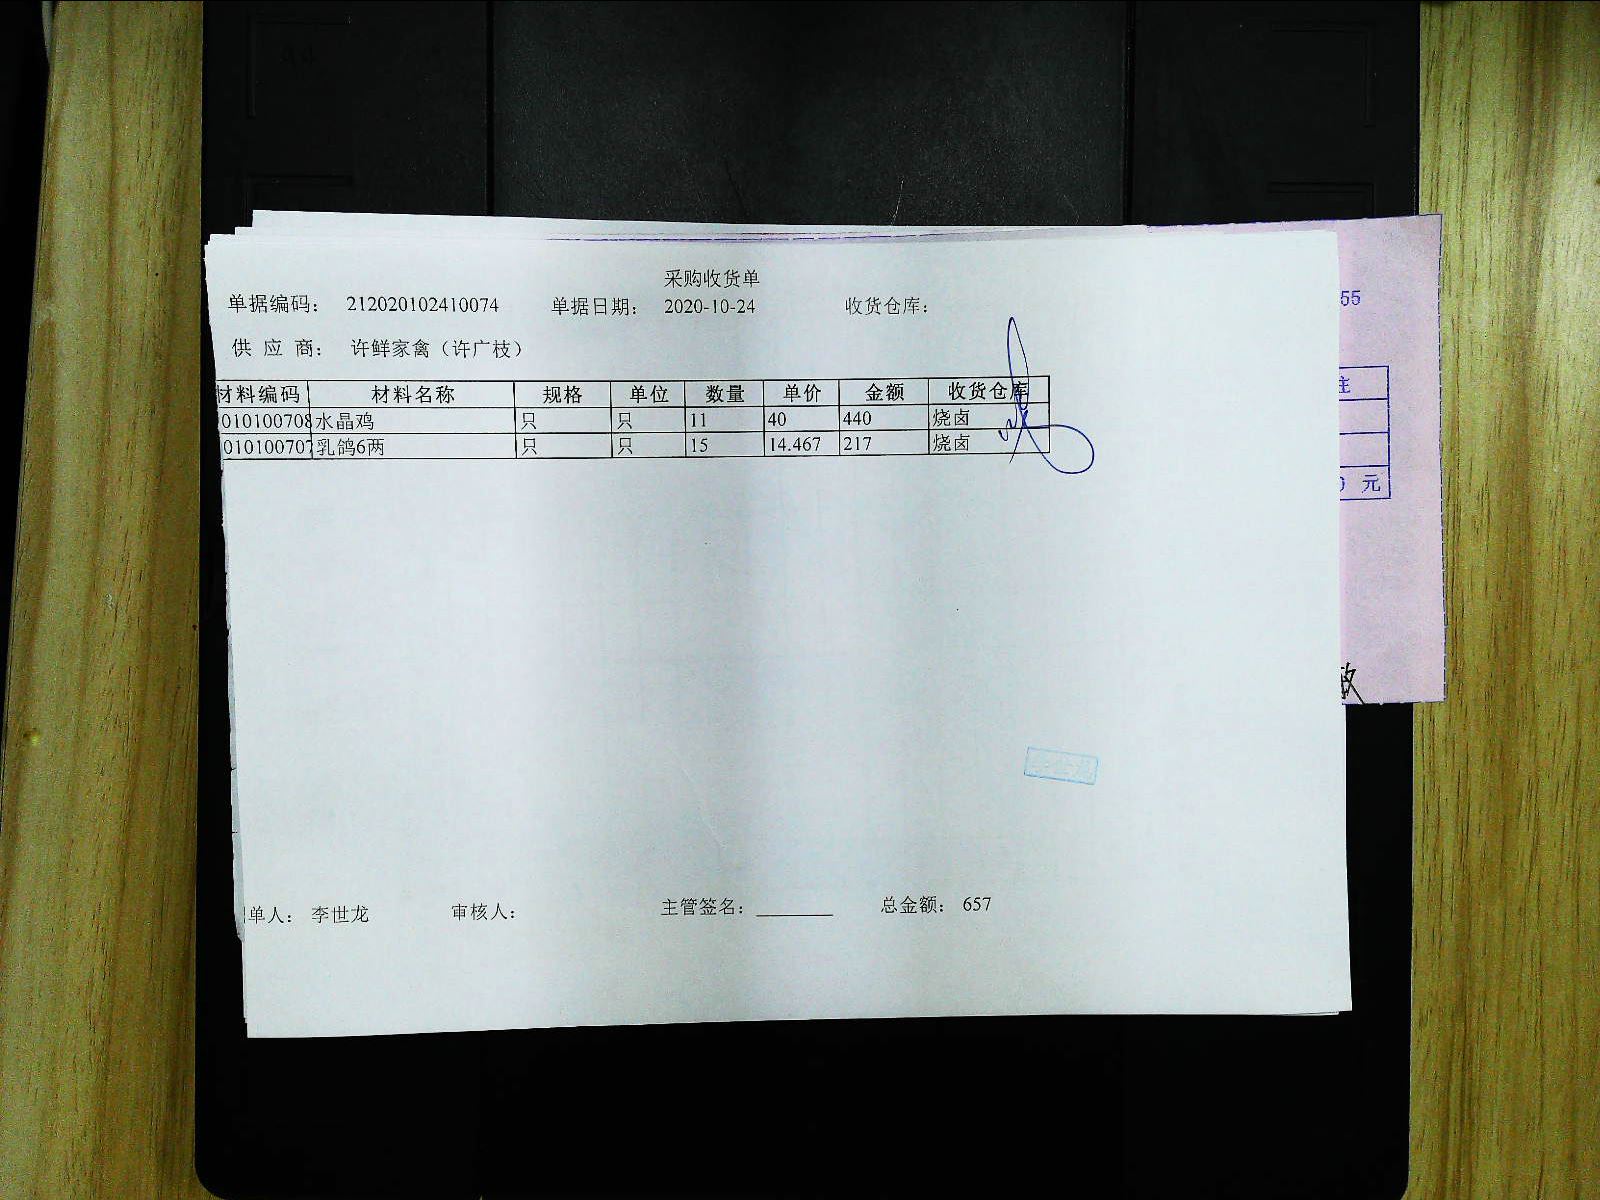 采购收货单
单据编码： 212020102410074 单据日期： 2020-10-24 收货仓库：
供 应 商： 许鲜家禽（许广枝）
材料编码 材料名称 规格 单位 数量 单价 金额 收货仓库
010100708 水晶鸡 只 只 11 40 440 烧卤
010100707 乳鸽6两 只 只 15 14.467 217 烧卤
单人： 李世龙 审核人： 主管签名： 总金额： 657
55
注
元